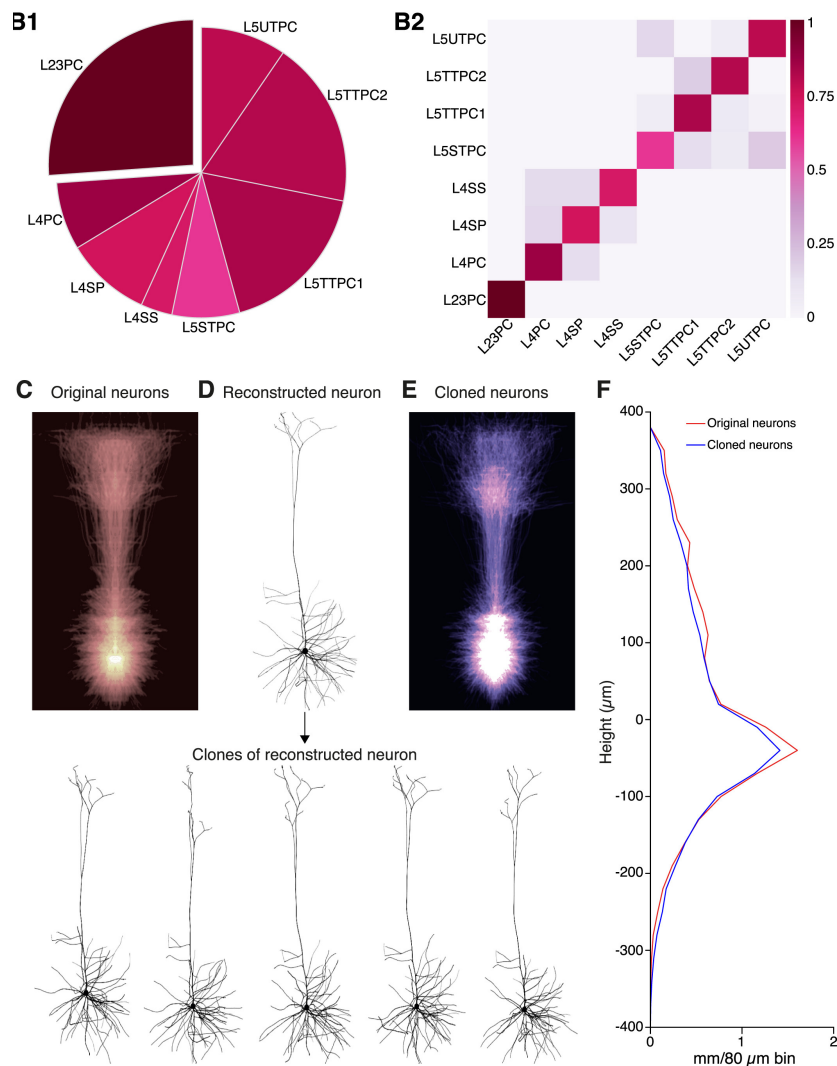 B1
L5UTPC
L23PC
L5TTPC2
L4PC
L4SP
L5TTPC1
L4SS
L5STPC
B2
L5UTPC
L5TTPC2
L5TTPC1
L5STPC
L4SS
L4SP
L4PC
L23PC
L23PC
L4PC
L4SP
L4SS
L5STPC
L5TTPC1
L5TTPC2
L5UTPC
1
0.75
0.5
0.25
0
C Original neurons
D Reconstructed neuron
E Cloned neurons
Clones of reconstructed neuron
F
Original neurons
Cloned neurons
Height (µm)
400
300
200
100
0
-100
-200
-300
-400
0 1 2
mm/80 µm bin